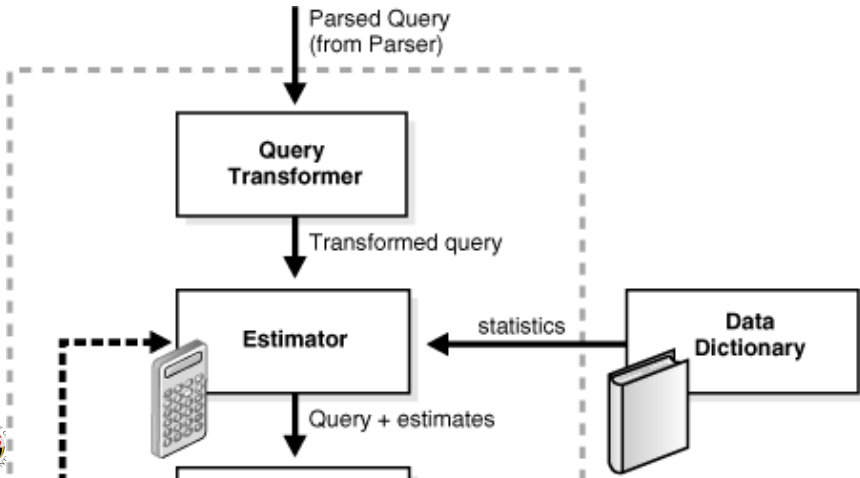 Parsed Query
(from Parser)
Query
Transformer
Transformed query
Estimator
statistics
Data
Dictionary
Query + estimates